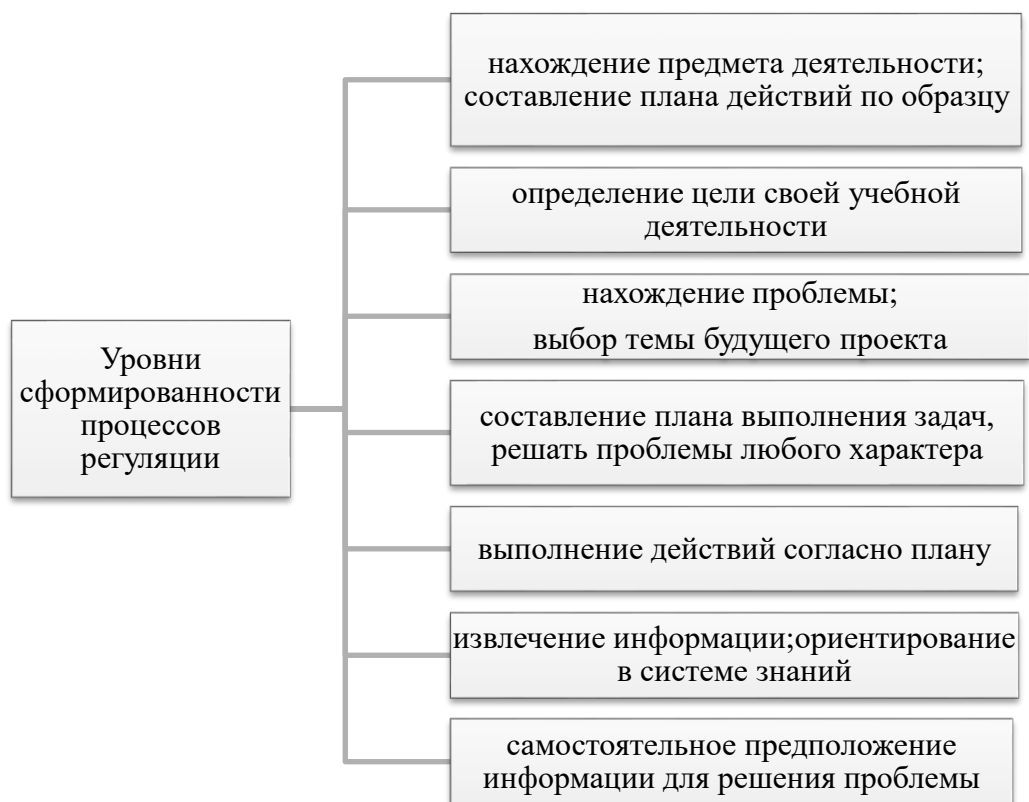 нахождение предмета деятельности;
составление плана действий по образцу
определение цели своей учебной
деятельности
нахождение проблемы;
выбор темы будущего проекта
Уровни
сформированности
процессов
регуляции
составление плана выполнения задач,
решать проблемы любого характера
выполнение действий согласно плану
извлечение информации;ориентирование
в системе знаний
самостоятельное предположение
информации для решения проблемы